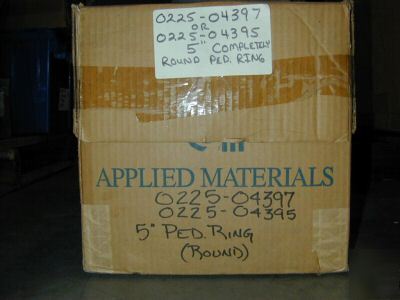 0225-04397
OR
0225-04395
5" COMPLETLY
ROUND PED. RING
APPLIED MATERIALS
0225-04397
0225-04395
5" PED. RING
(ROUND)